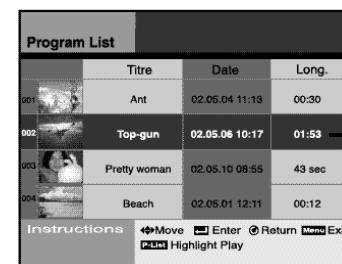 Program List
Titre Date Long.
001 Ant 02.05.04 11:13 00:30
002 Top-gun 02.05.06 10:17 01:53
003 Pretty woman 02.05.10 08:55 43 sec
004 Beach 02.05.01 12:11 00:12
Instructions Move Enter Return Menu Ex
P-List Highlight Play